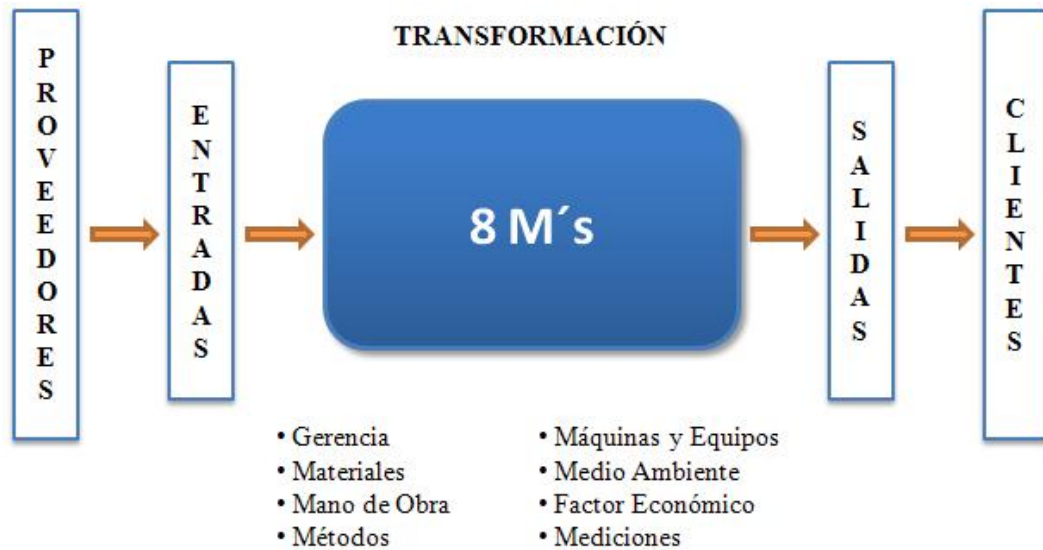 TRANSFORMACIÓN
PROVEEDORES
ENTRADAS
8 M´s
SALIDAS
CLIENTES
• Gerencia
• Materiales
• Mano de Obra
• Métodos
• Máquinas y Equipos
• Medio Ambiente
• Factor Económico
• Mediciones